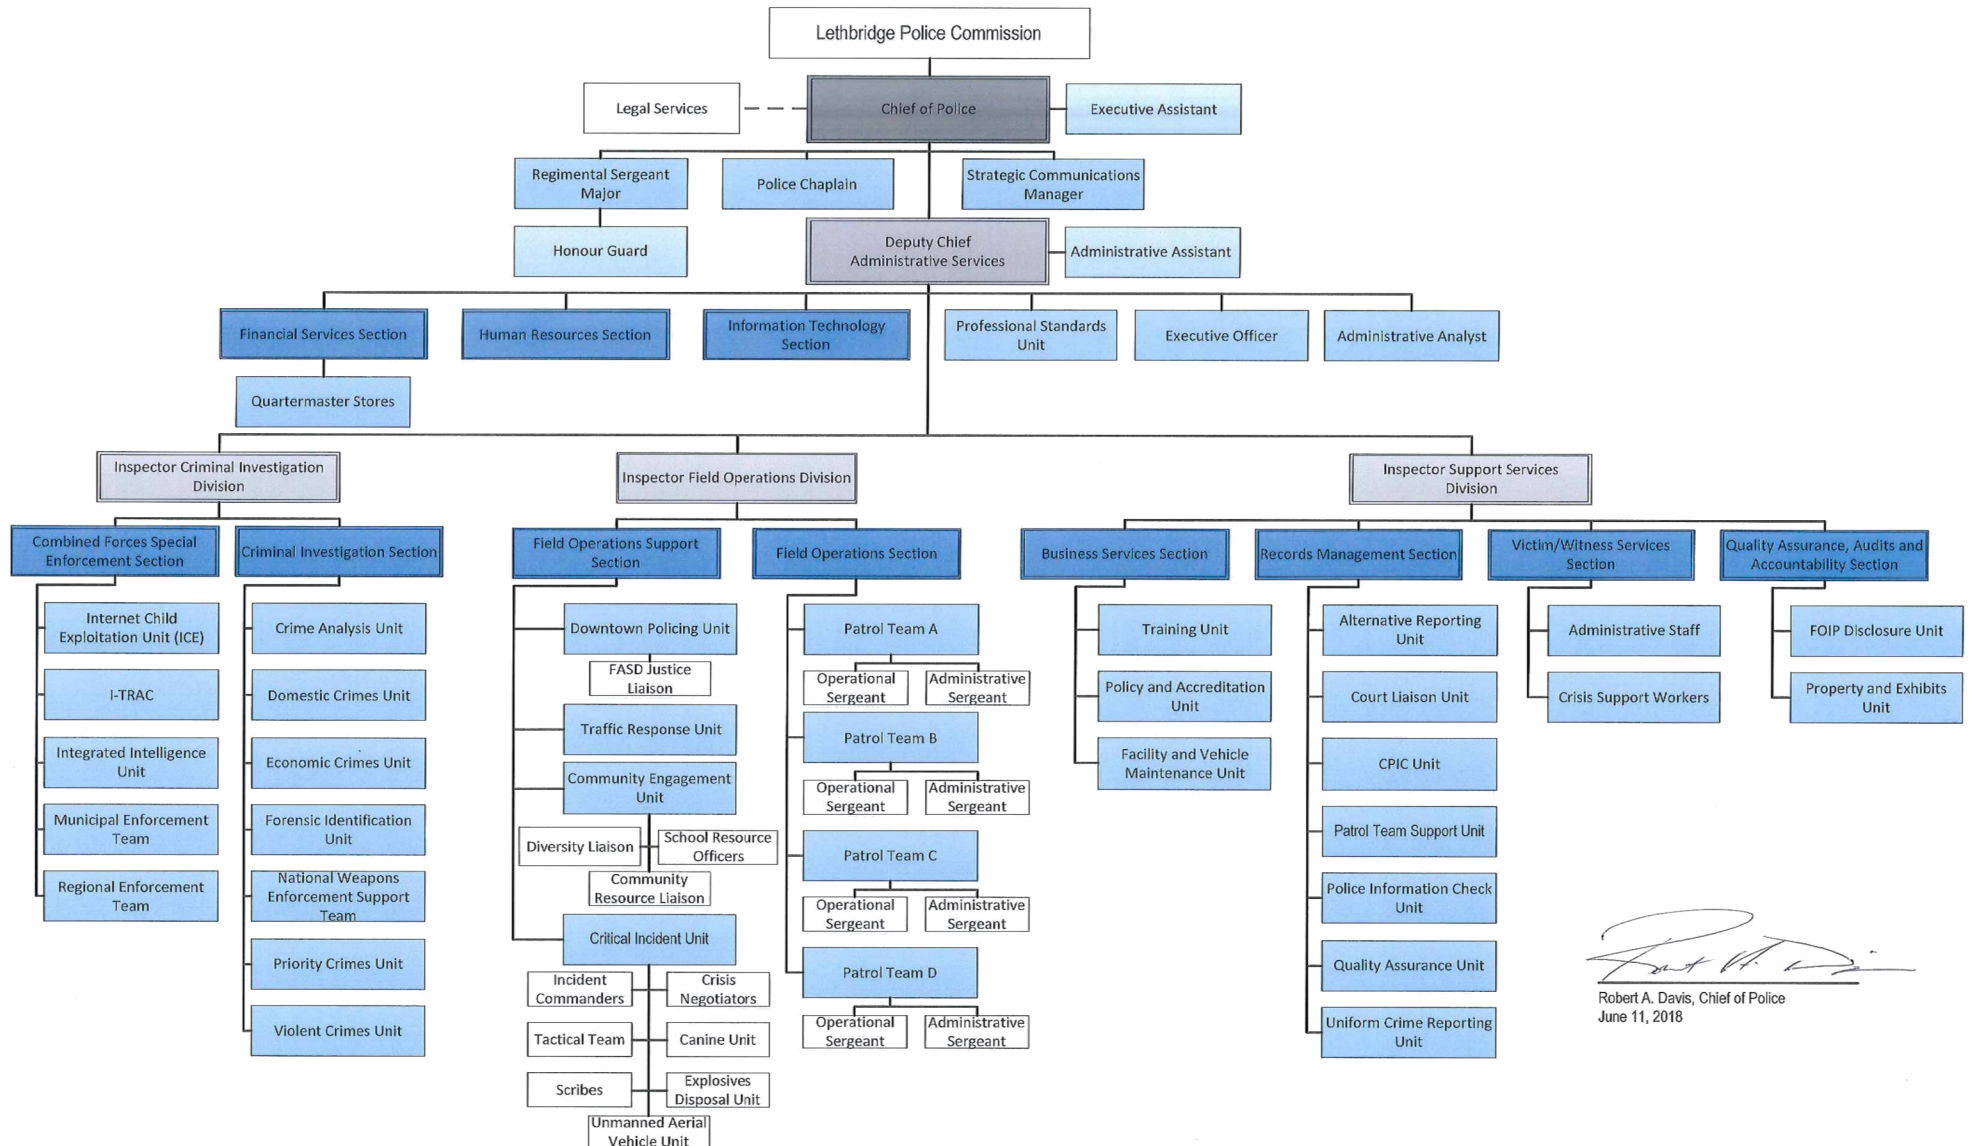 Lethbridge Police Commission
Legal Services
Chief of Police
Executive Assistant
Regimental Sergeant
Major
Police Chaplain
Strategic Communications
Manager
Honour Guard
Deputy Chief
Administrative Services
Administrative Assistant
Financial Services Section
Human Resources Section
Information Technology
Section
Professional Standards
Unit
Executive Officer
Administrative Analyst
Quartermaster Stores
Inspector Criminal Investigation
Division
Inspector Field Operations Division
Inspector Support Services
Division
Combined Forces Special
Enforcement Section
Criminal Investigation Section
Field Operations Support
Section
Field Operations Section
Business Services Section
Records Management Section
Victim/Witness Services
Section
Quality Assurance, Audits and
Accountability Section
Internet Child
Exploitation Unit (ICE)
I-TRAC
Integrated Intelligence
Unit
Municipal Enforcement
Team
Regional Enforcement
Team
Crime Analysis Unit
Domestic Crimes Unit
Economic Crimes Unit
Forensic Identification
Unit
National Weapons
Enforcement Support
Team
Priority Crimes Unit
Violent Crimes Unit
Downtown Policing Unit
FASD Justice
Liaison
Traffic Response Unit
Community Engagement
Unit
Diversity Liaison
School Resource
Officers
Community
Resource Liaison
Critical Incident Unit
Incident
Commanders
Crisis
Negotiators
Tactical Team
Canine Unit
Scribes
Explosives
Disposal Unit
Unmanned Aerial
Vehicle Unit
Patrol Team A
Operational
Sergeant
Administrative
Sergeant
Patrol Team B
Operational
Sergeant
Administrative
Sergeant
Patrol Team C
Operational
Sergeant
Administrative
Sergeant
Patrol Team D
Operational
Sergeant
Administrative
Sergeant
Training Unit
Policy and Accreditation
Unit
Facility and Vehicle
Maintenance Unit
Alternative Reporting
Unit
Court Liaison Unit
CPIC Unit
Patrol Team Support Unit
Police Information Check
Unit
Quality Assurance Unit
Uniform Crime Reporting
Unit
Administrative Staff
Crisis Support Workers
FOIP Disclosure Unit
Property and Exhibits
Unit
Robert A. Davis, Chief of Police
June 11, 2018